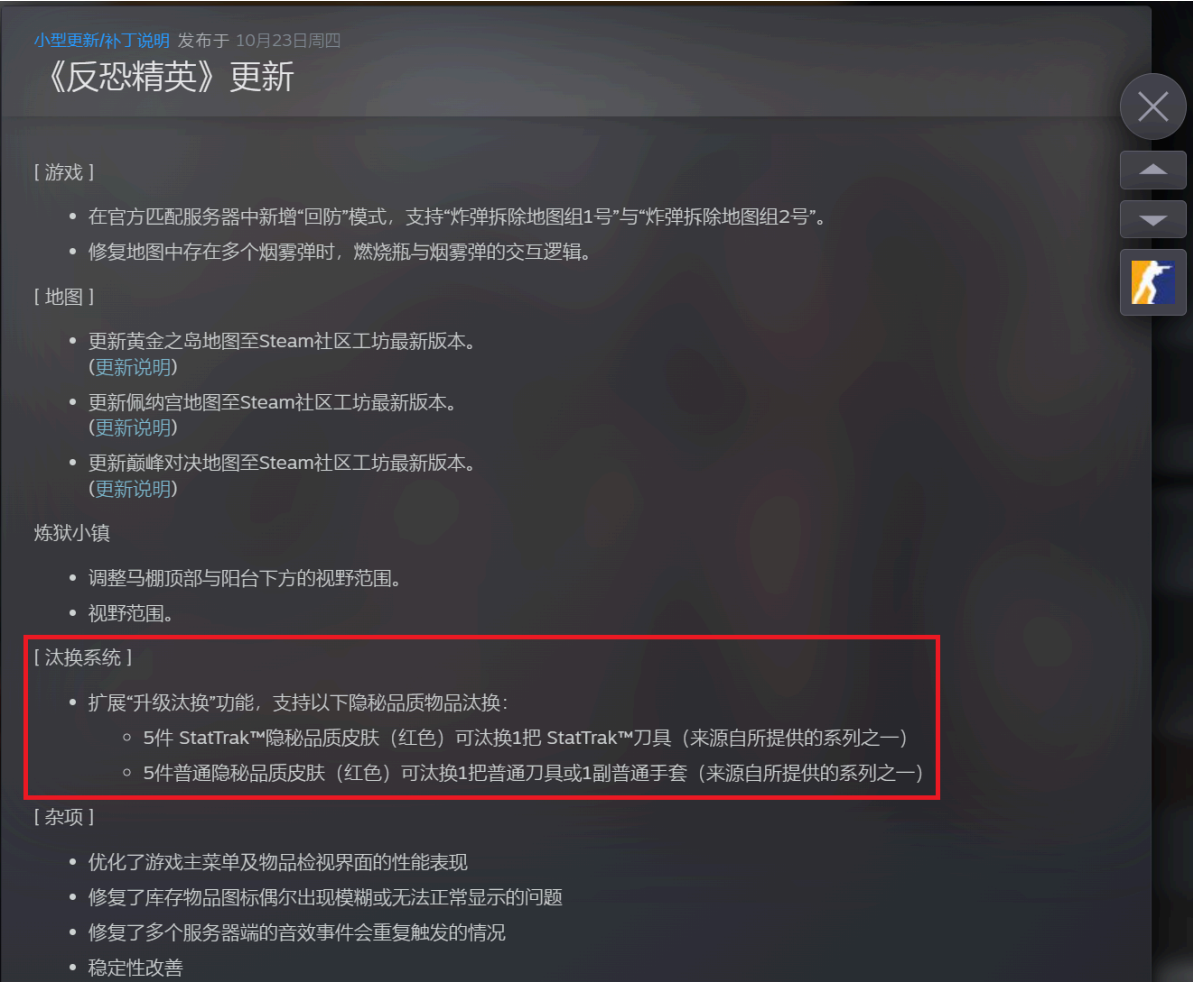 小型更新/补丁说明 发布于 10月23日周四
《反恐精英》更新
[ 游戏 ]
• 在官方匹配服务器中新增“回防”模式，支持“炸弹拆除地图组1号”与“炸弹拆除地图组2号”。
• 修复地图中存在多个烟雾弹时，燃烧瓶与烟雾弹的交互逻辑。
[ 地图 ]
• 更新黄金之岛地图至Steam社区工坊最新版本。
(更新说明)
• 更新佩纳宫地图至Steam社区工坊最新版本。
(更新说明)
• 更新巅峰对决地图至Steam社区工坊最新版本。
(更新说明)
炼狱小镇
• 调整马棚顶部与阳台下方的视野范围。
• 视野范围。
[ 汰换系统 ]
• 扩展“升级汰换”功能，支持以下隐秘品质物品汰换：
◦ 5件 StatTrak™隐秘品质皮肤（红色）可汰换1把 StatTrak™刀具（来源自所提供的系列之一）
◦ 5件普通隐秘品质皮肤（红色）可汰换1把普通刀具或1副普通手套（来源自所提供的系列之一）
[ 杂项 ]
• 优化了游戏主菜单及物品检视界面的性能表现
• 修复了库存物品图标偶尔出现模糊或无法正常显示的问题
• 修复了多个服务器端的音效事件会重复触发的情况
• 稳定性改善